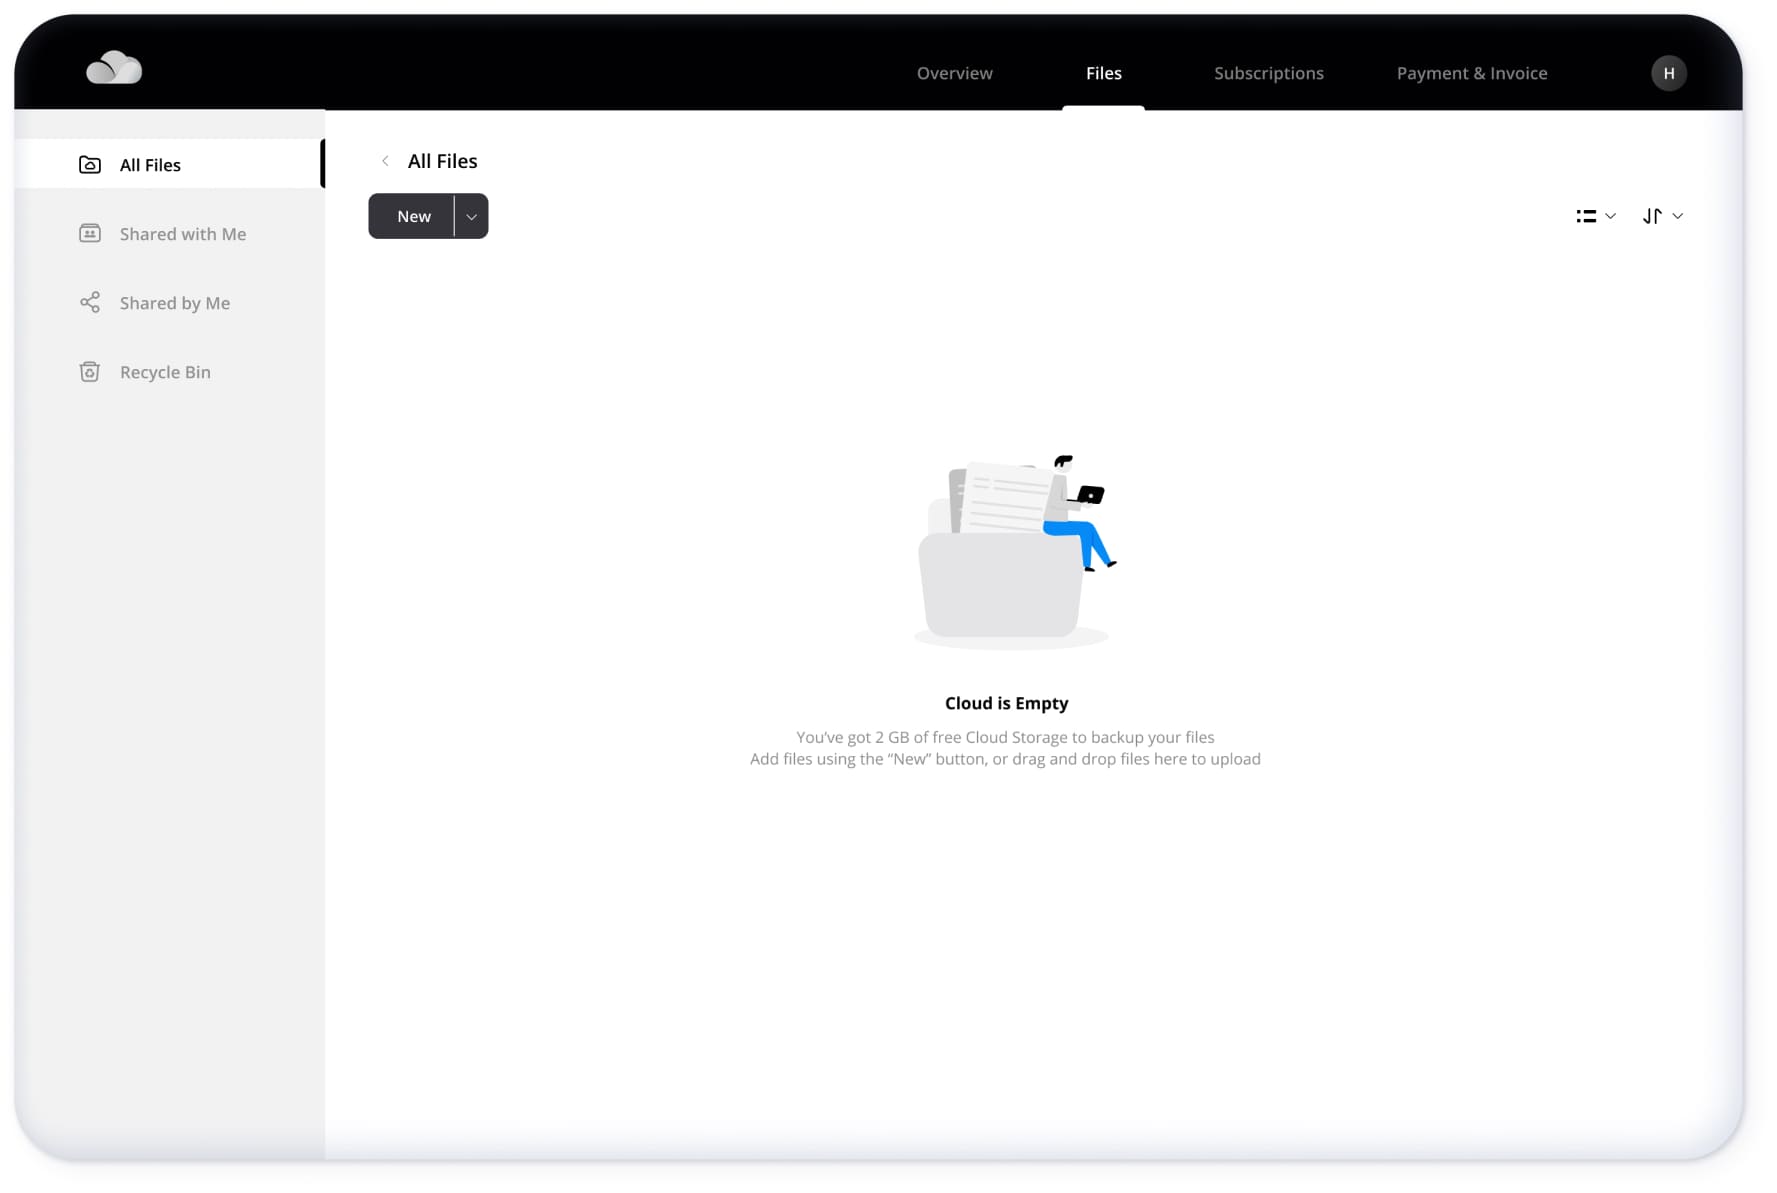 Overview
Files
Subscriptions
Payment & Invoice
H
All Files
Shared with Me
Shared by Me
Recycle Bin
All Files
New
Cloud is Empty
You’ve got 2 GB of free Cloud Storage to backup your files
Add files using the “New” button, or drag and drop files here to upload